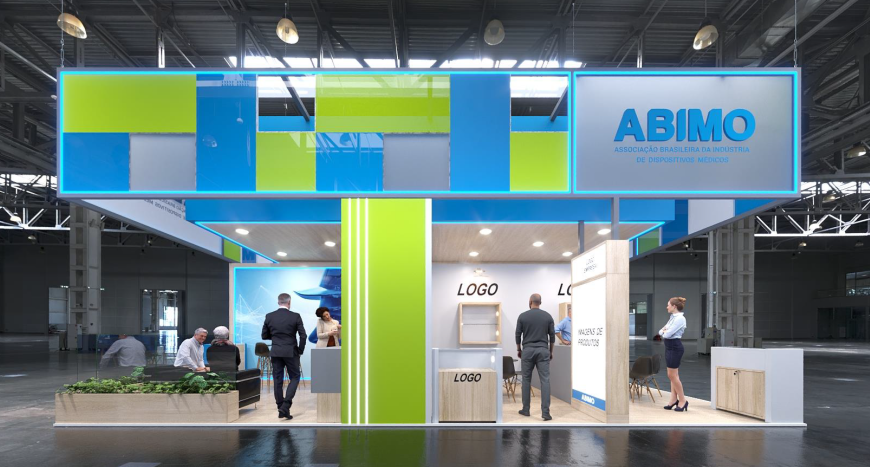 ABIMO
ASSOCIAÇÃO BRASILEIRA DA INDÚSTRIA
DE DISPOSITIVOS MÉDICOS
LOGO
LOGO
IMAGENS DE
PRODUTOS
ABIMO